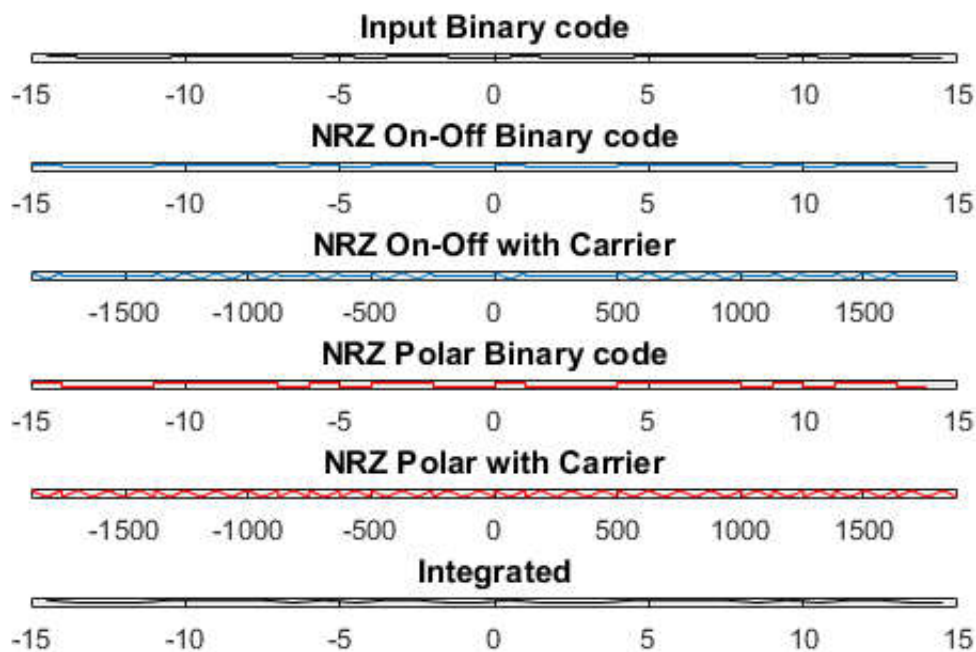 Input Binary code
-15 -10 -5 0 5 10 15
NRZ On-Off Binary code
-15 -10 -5 0 5 10 15
NRZ On-Off with Carrier
-1500 -1000 -500 0 500 1000 1500
NRZ Polar Binary code
-15 -10 -5 0 5 10 15
NRZ Polar with Carrier
-1500 -1000 -500 0 500 1000 1500
Integrated
-15 -10 -5 0 5 10 15